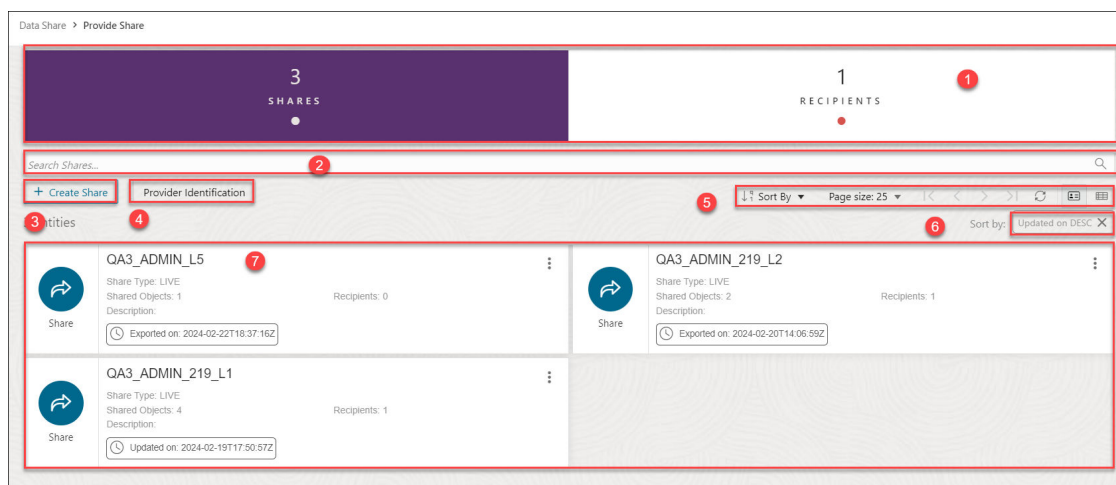 Data Share > Provide Share
3
SHARES
1
RECIPIENTS
1
Search Shares...
2
+ Create Share
Provider Identification
Sort By
Page size: 25
3
4
5
6
ntities
Sort by: Updated on DESC X
QA3_ADMIN_L5
7
Share Type: LIVE
Shared Objects: 1
Recipients: 0
Description:
Share
Exported on: 2024-02-22T18:37:16Z
QA3_ADMIN_219_L2
Share Type: LIVE
Shared Objects: 2
Recipients: 1
Description:
Share
Exported on: 2024-02-20T14:06:59Z
QA3_ADMIN_219_L1
Share Type: LIVE
Shared Objects: 4
Recipients: 1
Description:
Share
Updated on: 2024-02-19T17:50:57Z